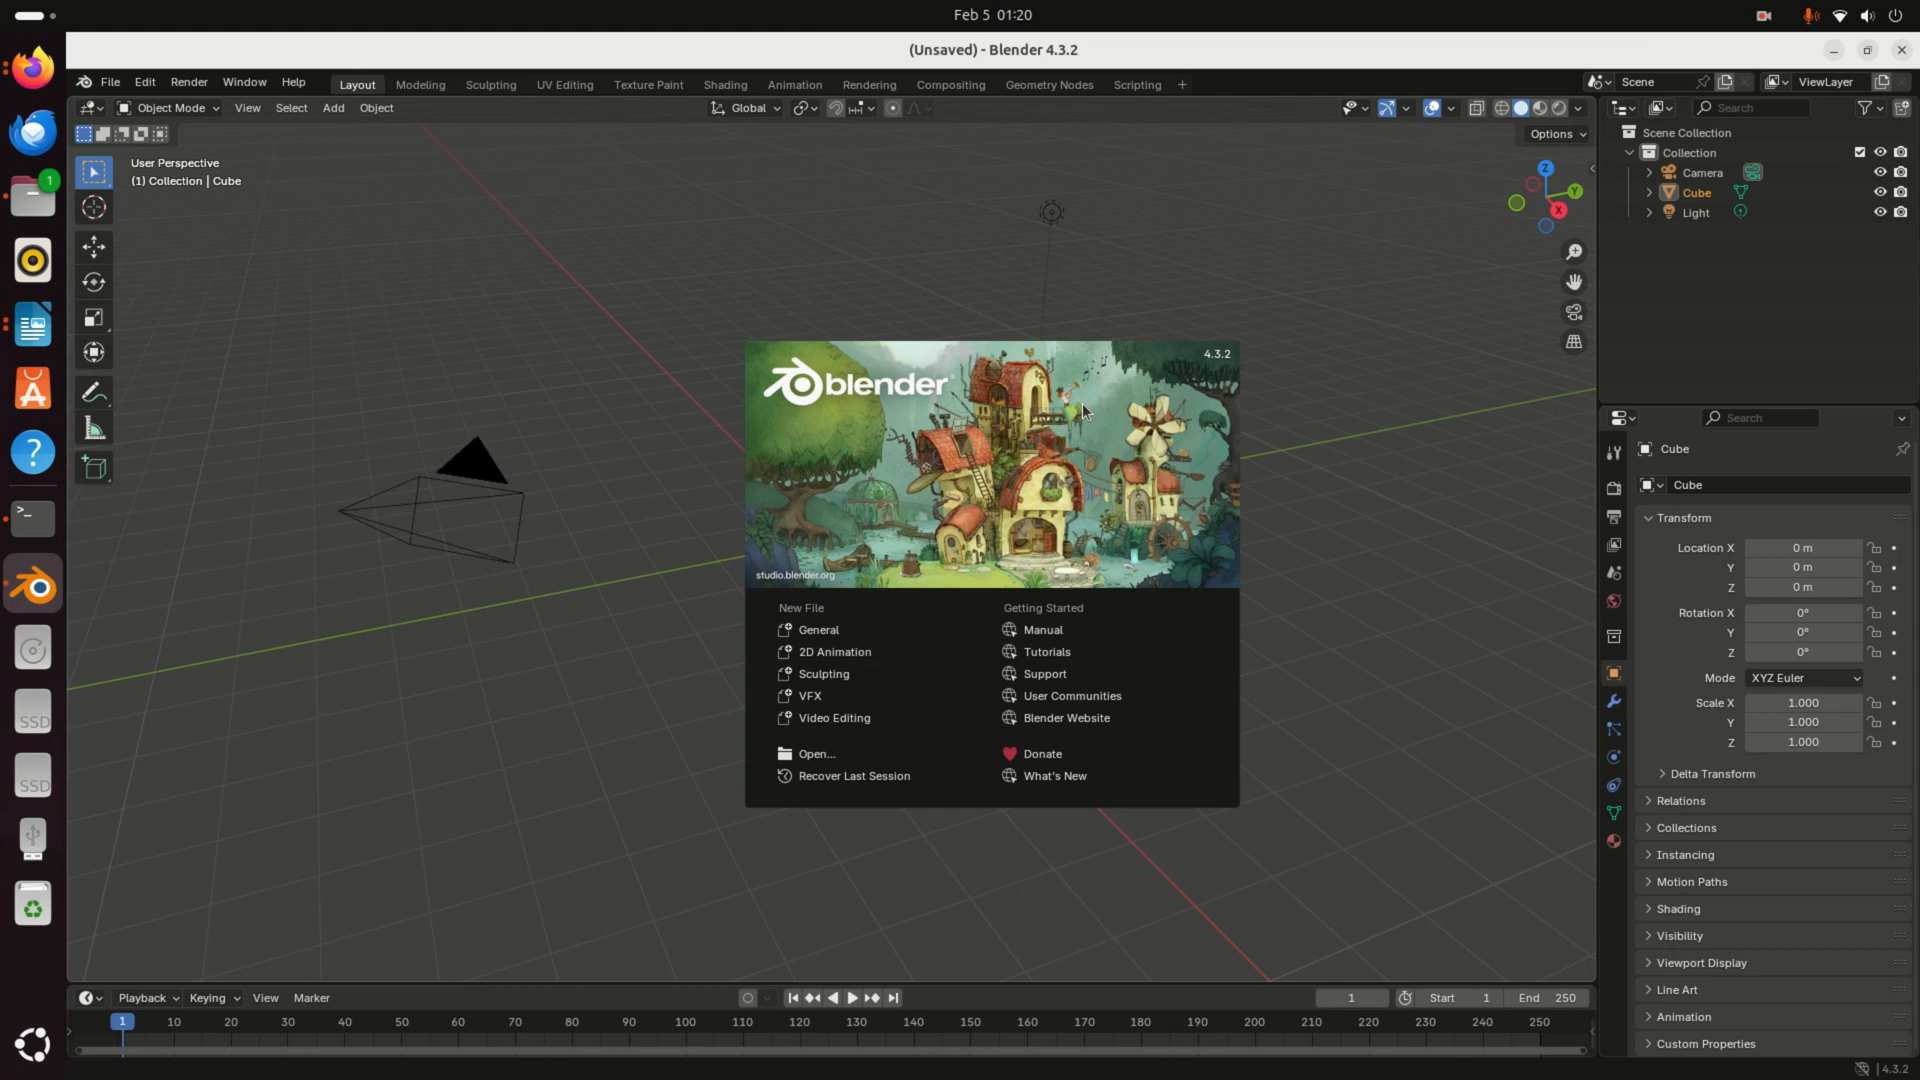 Feb 5 01:20
(Unsaved) - Blender 4.3.2
File Edit Render Window Help Layout Modeling Sculpting UV Editing Texture Paint Shading Animation Rendering Compositing Geometry Nodes Scripting + Scene ViewLayer
Object Mode View Select Add Object Global Search
Options
User Perspective
(1) Collection | Cube
Z
Y
X
Scene Collection
Collection
Camera
Cube
Light
1
>_
SSD
SSD
blender
4.3.2
studio.blender.org
New File
General
2D Animation
Sculpting
VFX
Video Editing
Open...
Recover Last Session
Getting Started
Manual
Tutorials
Support
User Communities
Blender Website
Donate
What's New
Search
Cube
Cube
Transform
Location X 0 m
Y 0 m
Z 0 m
Rotation X 0°
Y 0°
Z 0°
Mode XYZ Euler
Scale X 1.000
Y 1.000
Z 1.000
Delta Transform
Relations
Collections
Instancing
Motion Paths
Shading
Visibility
Viewport Display
Line Art
Animation
Custom Properties
Playback Keying View Marker 1 Start 1 End 250
1 10 20 30 40 50 60 70 80 90 100 110 120 130 140 150 160 170 180 190 200 210 220 230 240 250
4.3.2